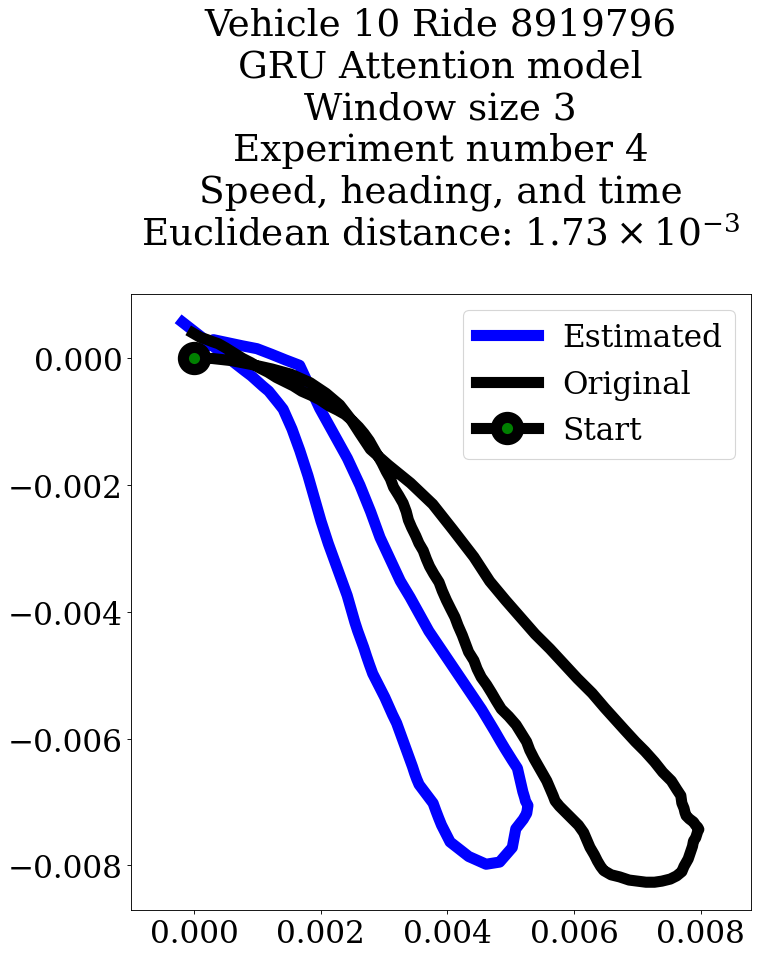 Vehicle 10 Ride 8919796
GRU Attention model
Window size 3
Experiment number 4
Speed, heading, and time
Euclidean distance: 1.73 × 10⁻³
Estimated
Original
Start
0.000
−0.002
−0.004
−0.006
−0.008
0.000 0.002 0.004 0.006 0.008